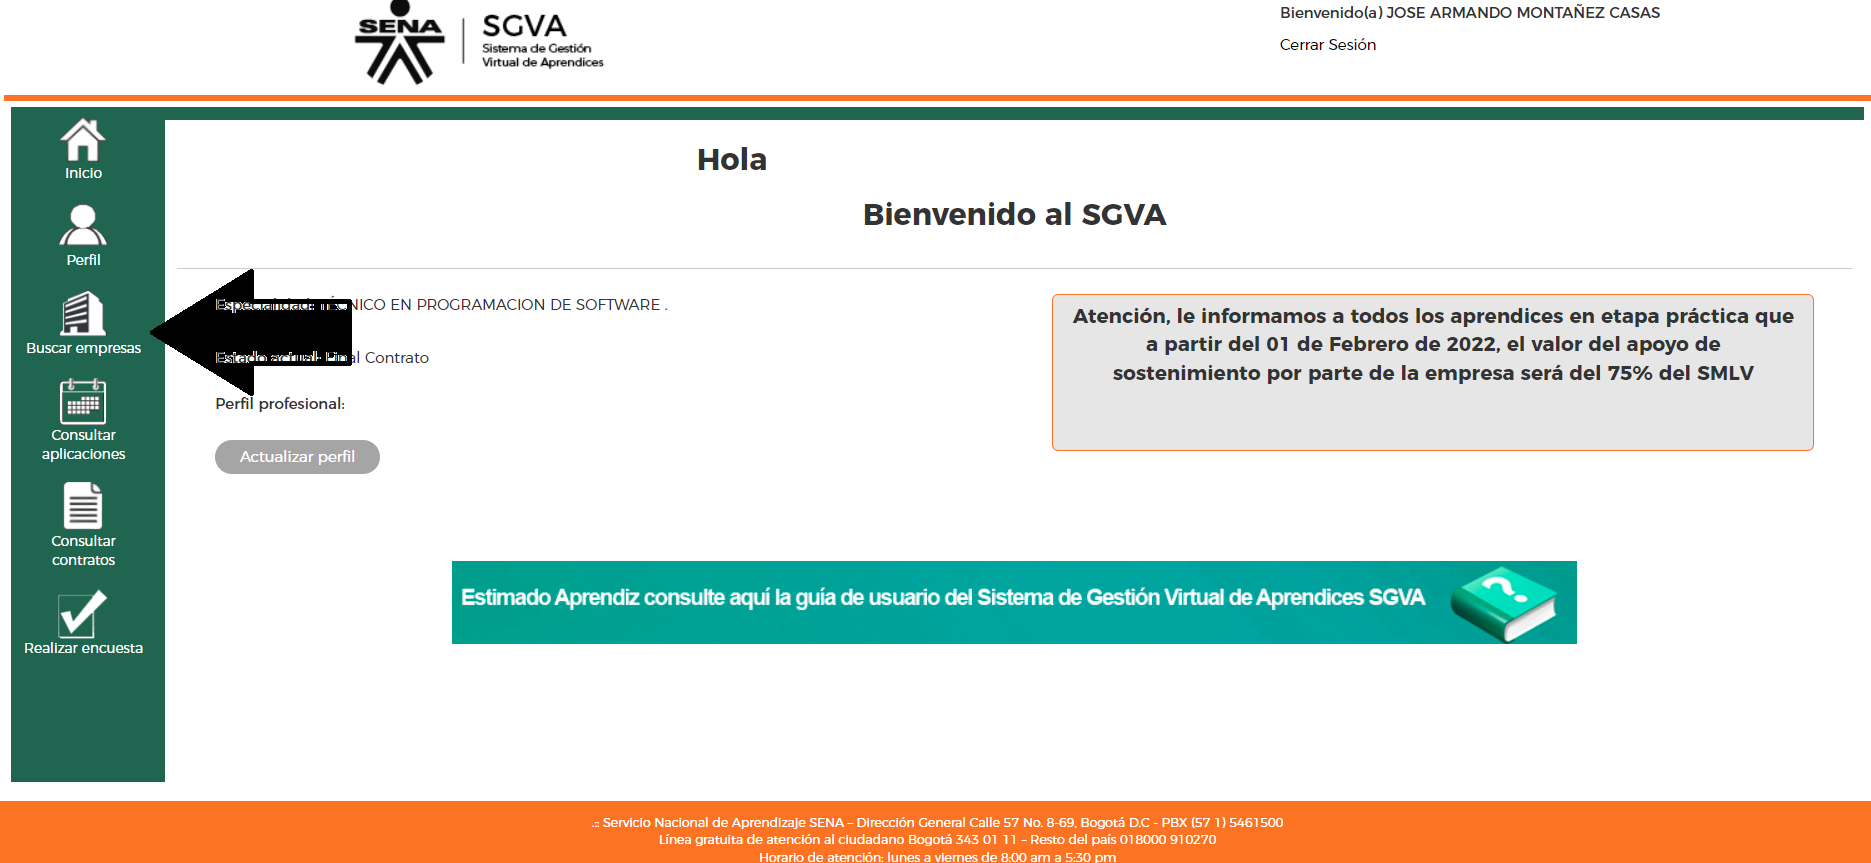 SENA
SGVA
Sistema de Gestión
Virtual de Aprendices
Bienvenido(a) JOSE ARMANDO MONTAÑEZ CASAS
Cerrar Sesión
Inicio
Perfil
Buscar empresas
Consultar
aplicaciones
Consultar
contratos
Realizar encuesta
Hola
Bienvenido al SGVA
Especialidad: TÉCNICO EN PROGRAMACION DE SOFTWARE .
Estado actual: Final Contrato
Perfil profesional:
Actualizar perfil
Atención, le informamos a todos los aprendices en etapa práctica que
a partir del 01 de Febrero de 2022, el valor del apoyo de
sostenimiento por parte de la empresa será del 75% del SMLV
Estimado Aprendiz consulte aquí la guía de usuario del Sistema de Gestión Virtual de Aprendices SGVA
?
.:: Servicio Nacional de Aprendizaje SENA – Dirección General Calle 57 No. 8-69, Bogotá D.C - PBX (57 1) 5461500
Línea gratuita de atención al ciudadano Bogotá 343 01 11 – Resto del país 018000 910270
Horario de atención: lunes a viernes de 8:00 am a 5:30 pm